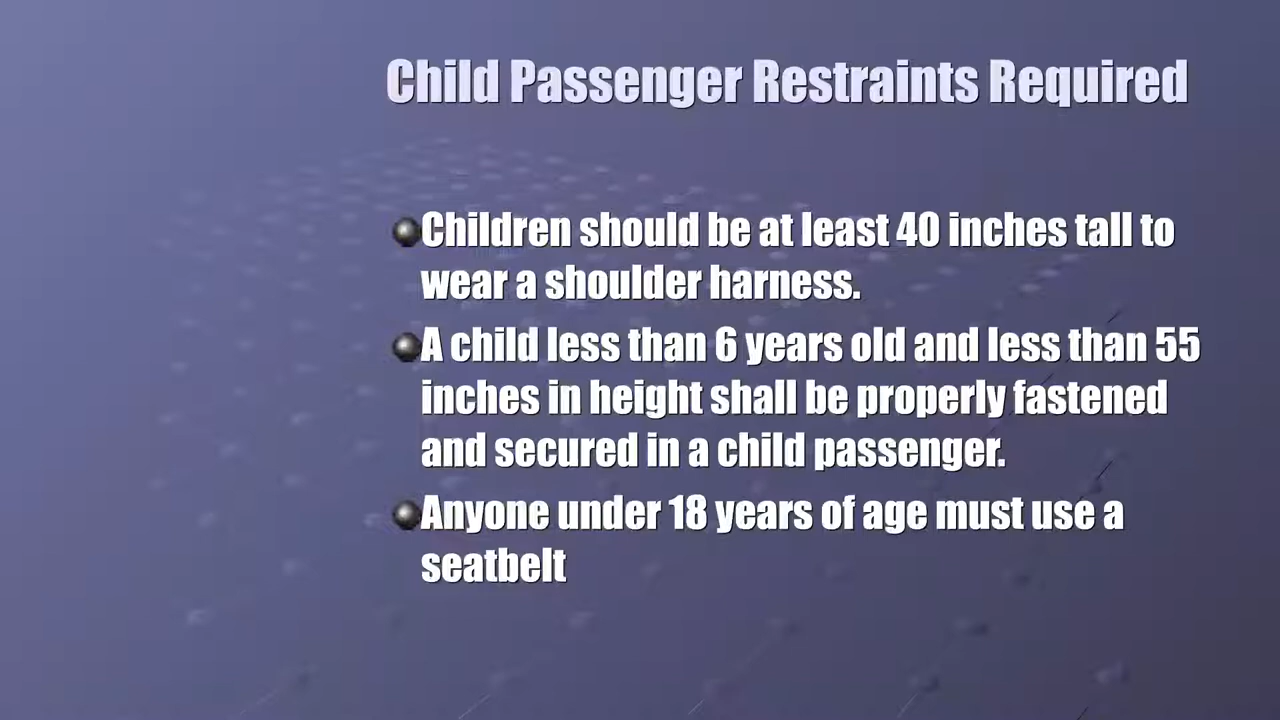 Child Passenger Restraints Required
Children should be at least 40 inches tall to
wear a shoulder harness.
A child less than 6 years old and less than 55
inches in height shall be properly fastened
and secured in a child passenger.
Anyone under 18 years of age must use a
seatbelt